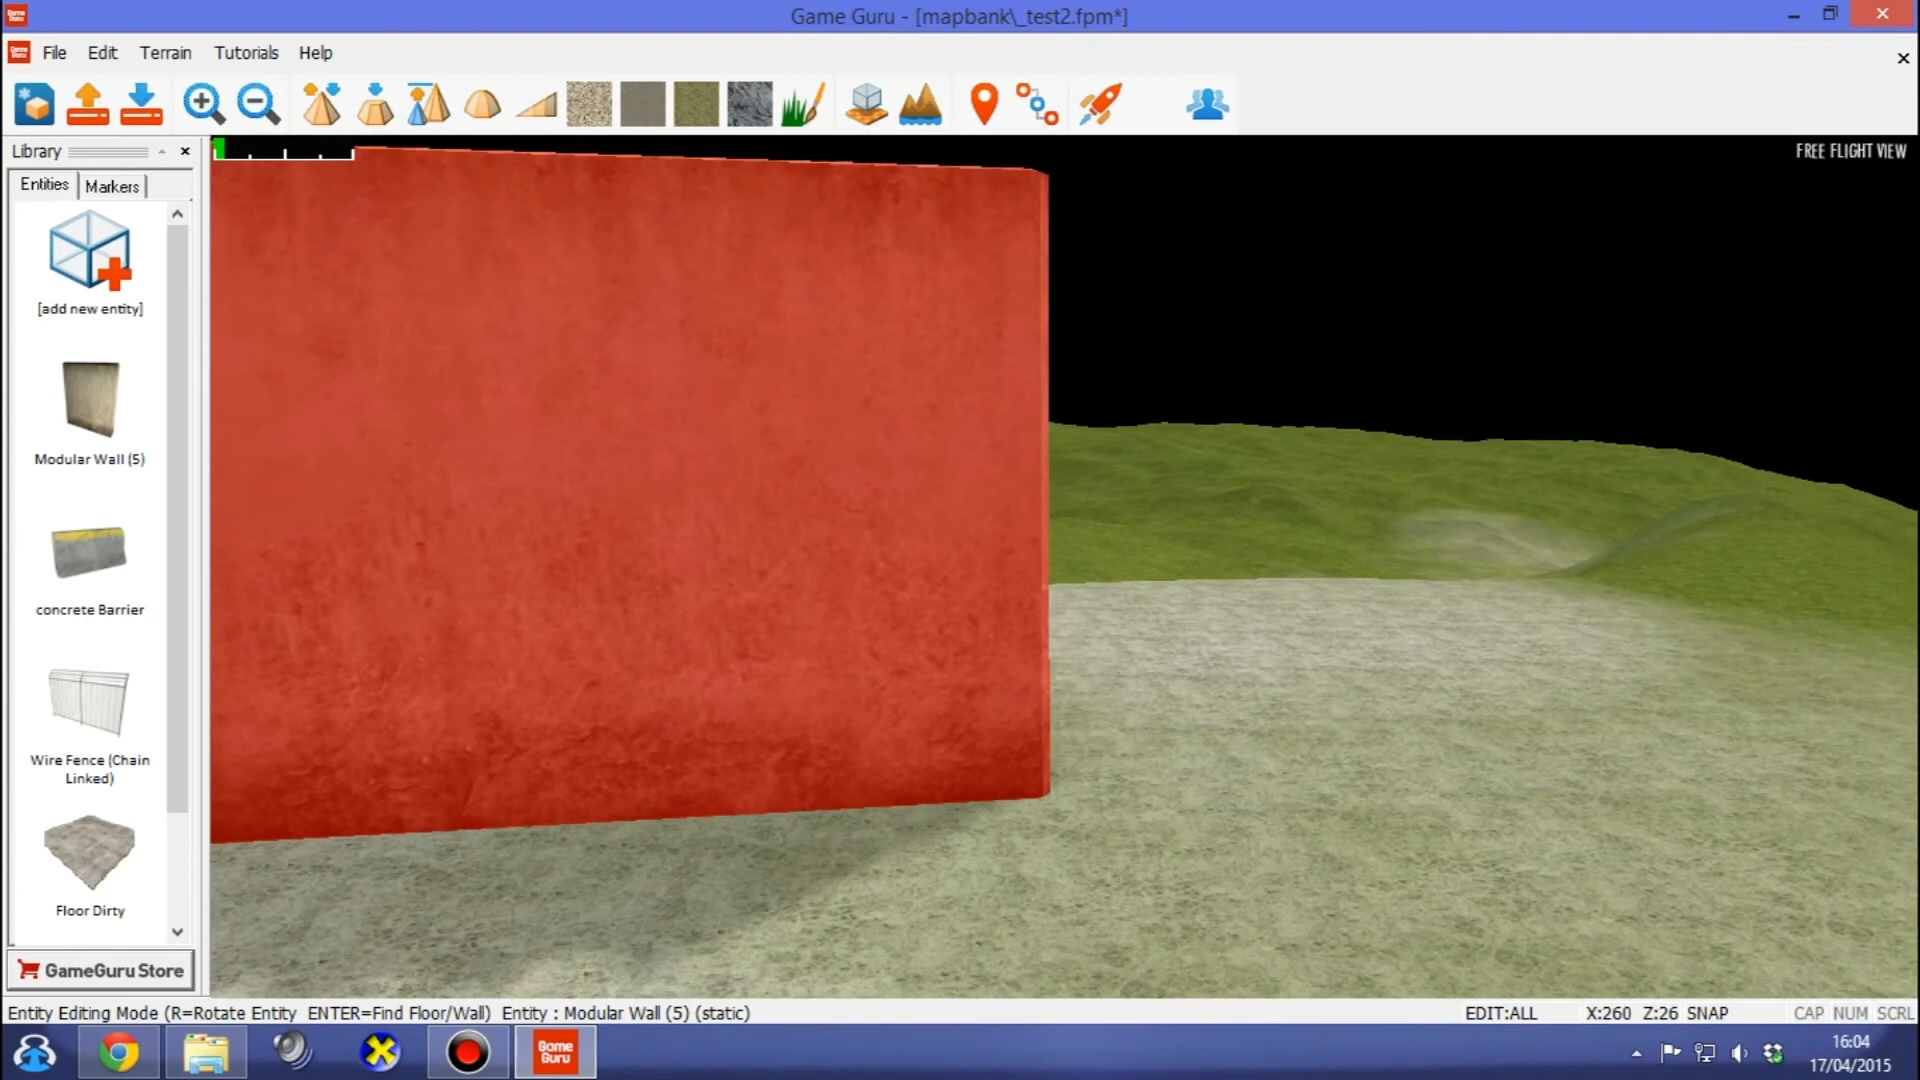 Game Guru - [mapbank\_test2.fpm*]
File Edit Terrain Tutorials Help
Library
Entities Markers
FREE FLIGHT VIEW
[add new entity]
Modular Wall (5)
concrete Barrier
Wire Fence (Chain
Linked)
Floor Dirty
GameGuru Store
Entity Editing Mode (R=Rotate Entity ENTER=Find Floor/Wall) Entity : Modular Wall (5) (static) EDIT:ALL X:260 Z:26 SNAP CAP NUM SCRL
Game
Guru
16:04
17/04/2015